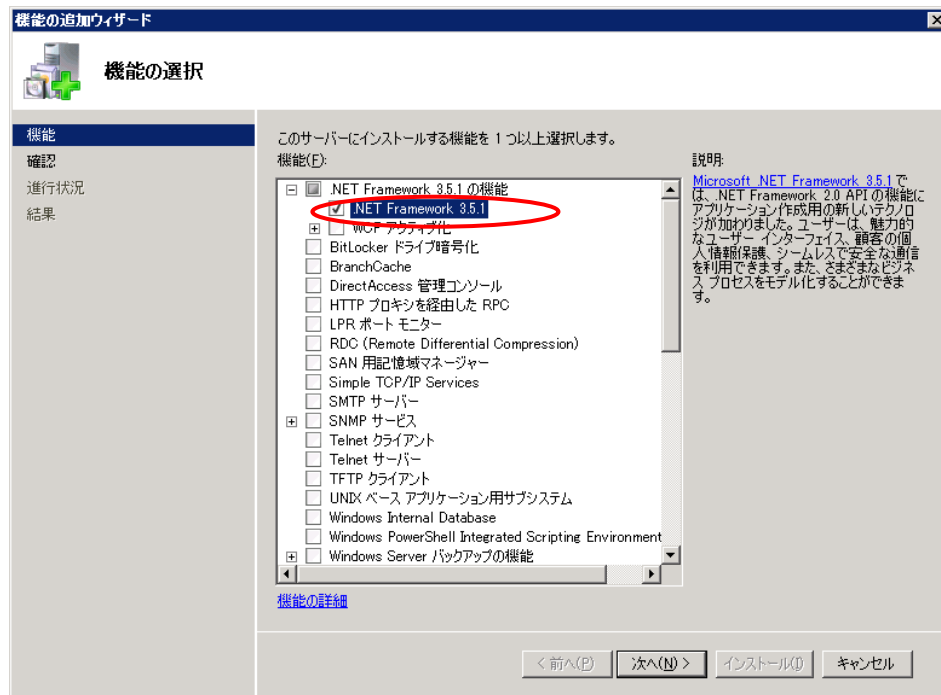 機能の追加ウィザード
機能の選択
機能
確認
進行状況
結果
このサーバーにインストールする機能を 1 つ以上選択します。
機能(F):
.NET Framework 3.5.1 の機能
.NET Framework 3.5.1
WCF アクティブ化
BitLocker ドライブ暗号化
BranchCache
DirectAccess 管理コンソール
HTTP プロキシを経由した RPC
LPR ポート モニター
RDC (Remote Differential Compression)
SAN 用記憶域マネージャー
Simple TCP/IP Services
SMTP サーバー
SNMP サービス
Telnet クライアント
Telnet サーバー
TFTP クライアント
UNIX ベース アプリケーション用サブシステム
Windows Internal Database
Windows PowerShell Integrated Scripting Environment
Windows Server バックアップの機能
機能の詳細
説明:
Microsoft .NET Framework 3.5.1 で
は、.NET Framework 2.0 API の機能に
アプリケーション作成用の新しいテクノロ
ジが加わりました。ユーザーは、魅力的
なユーザー インターフェイス、顧客の個
人情報保護、シームレスで安全な通信
を利用できます。また、さまざまなビジネ
ス プロセスをモデル化することができま
す。
< 前へ(P)
次へ(N) >
インストール(I)
キャンセル